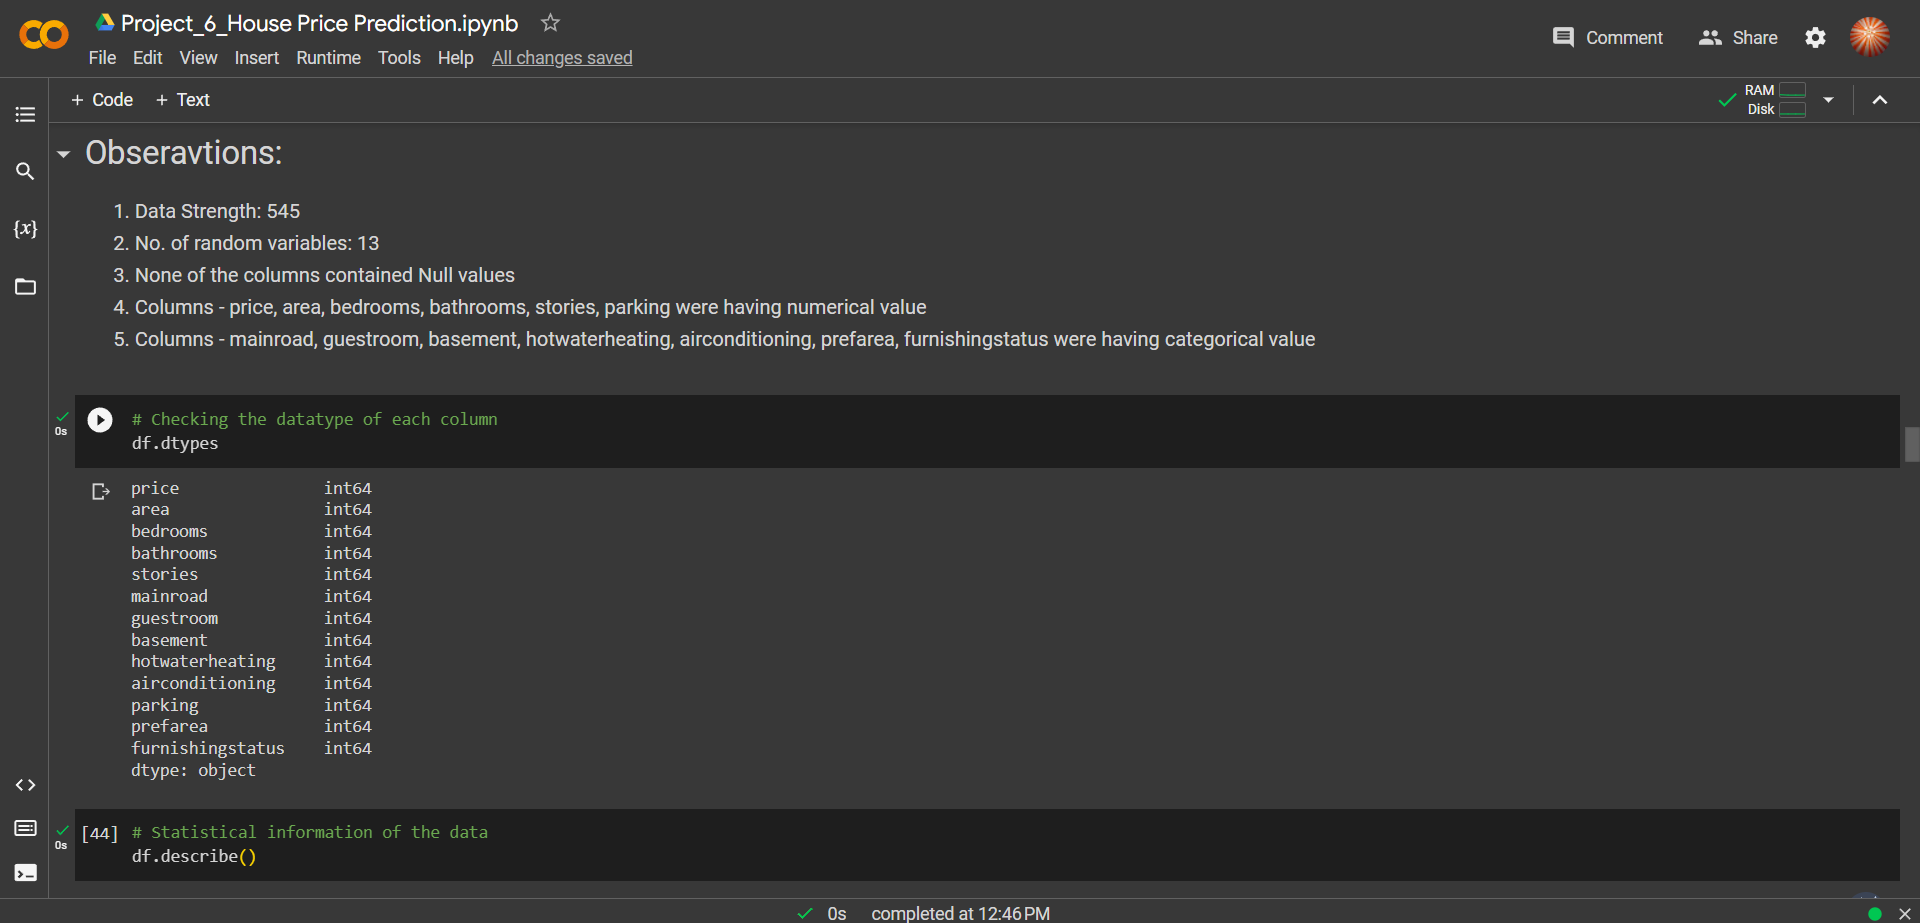 Project_6_House Price Prediction.ipynb
File Edit View Insert Runtime Tools Help All changes saved
Comment Share
+ Code + Text
RAM
Disk
Obseravtions:
1. Data Strength: 545
2. No. of random variables: 13
3. None of the columns contained Null values
4. Columns - price, area, bedrooms, bathrooms, stories, parking were having numerical value
5. Columns - mainroad, guestroom, basement, hotwaterheating, airconditioning, prefarea, furnishingstatus were having categorical value
0s
# Checking the datatype of each column
df.dtypes
price int64
area int64
bedrooms int64
bathrooms int64
stories int64
mainroad int64
guestroom int64
basement int64
hotwaterheating int64
airconditioning int64
parking int64
prefarea int64
furnishingstatus int64
dtype: object
0s
[44] # Statistical information of the data
df.describe()
0s completed at 12:46 PM